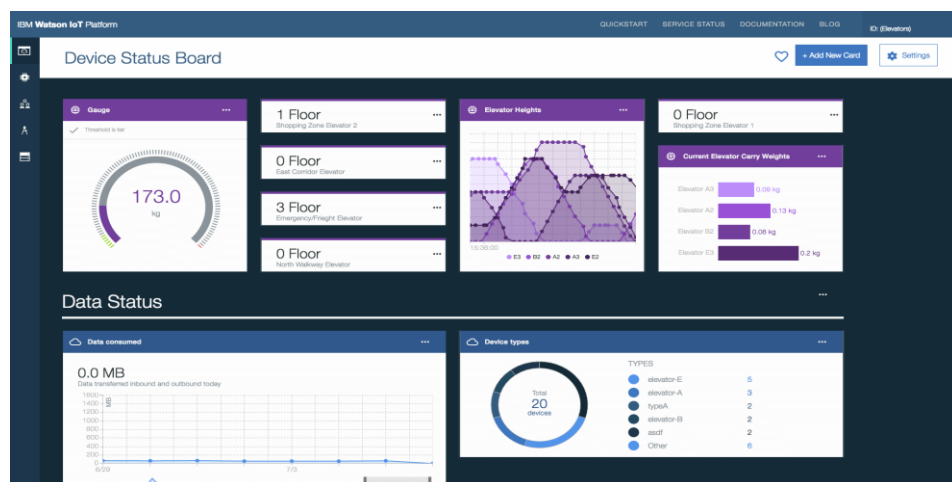 IBM Watson IoT Platform
QUICKSTART SERVICE STATUS DOCUMENTATION BLOG
ID: (Elevators)
Device Status Board
+ Add New Card
Settings
Gauge
Threshold is tier
173.0
kg
1 Floor
Shopping Zone Elevator 2
0 Floor
East Corridor Elevator
3 Floor
Emergency/Freight Elevator
0 Floor
North Walkway Elevator
Elevator Heights
15:36:00
E3 B2 A2 A3 E2
0 Floor
Shopping Zone Elevator 1
Current Elevator Carry Weights
Elevator A3 0.09 kg
Elevator A2 0.13 kg
Elevator B2 0.08 kg
Elevator E3 0.2 kg
Data Status
Data consumed
0.0 MB
Data transferred inbound and outbound today
1600
1400
1200
1000
800
600
400
200
0
MB
6/29 7/3
Device types
Total
20
devices
TYPES
elevator-E 5
elevator-A 3
typeA 2
elevator-B 2
asdf 2
Other 6